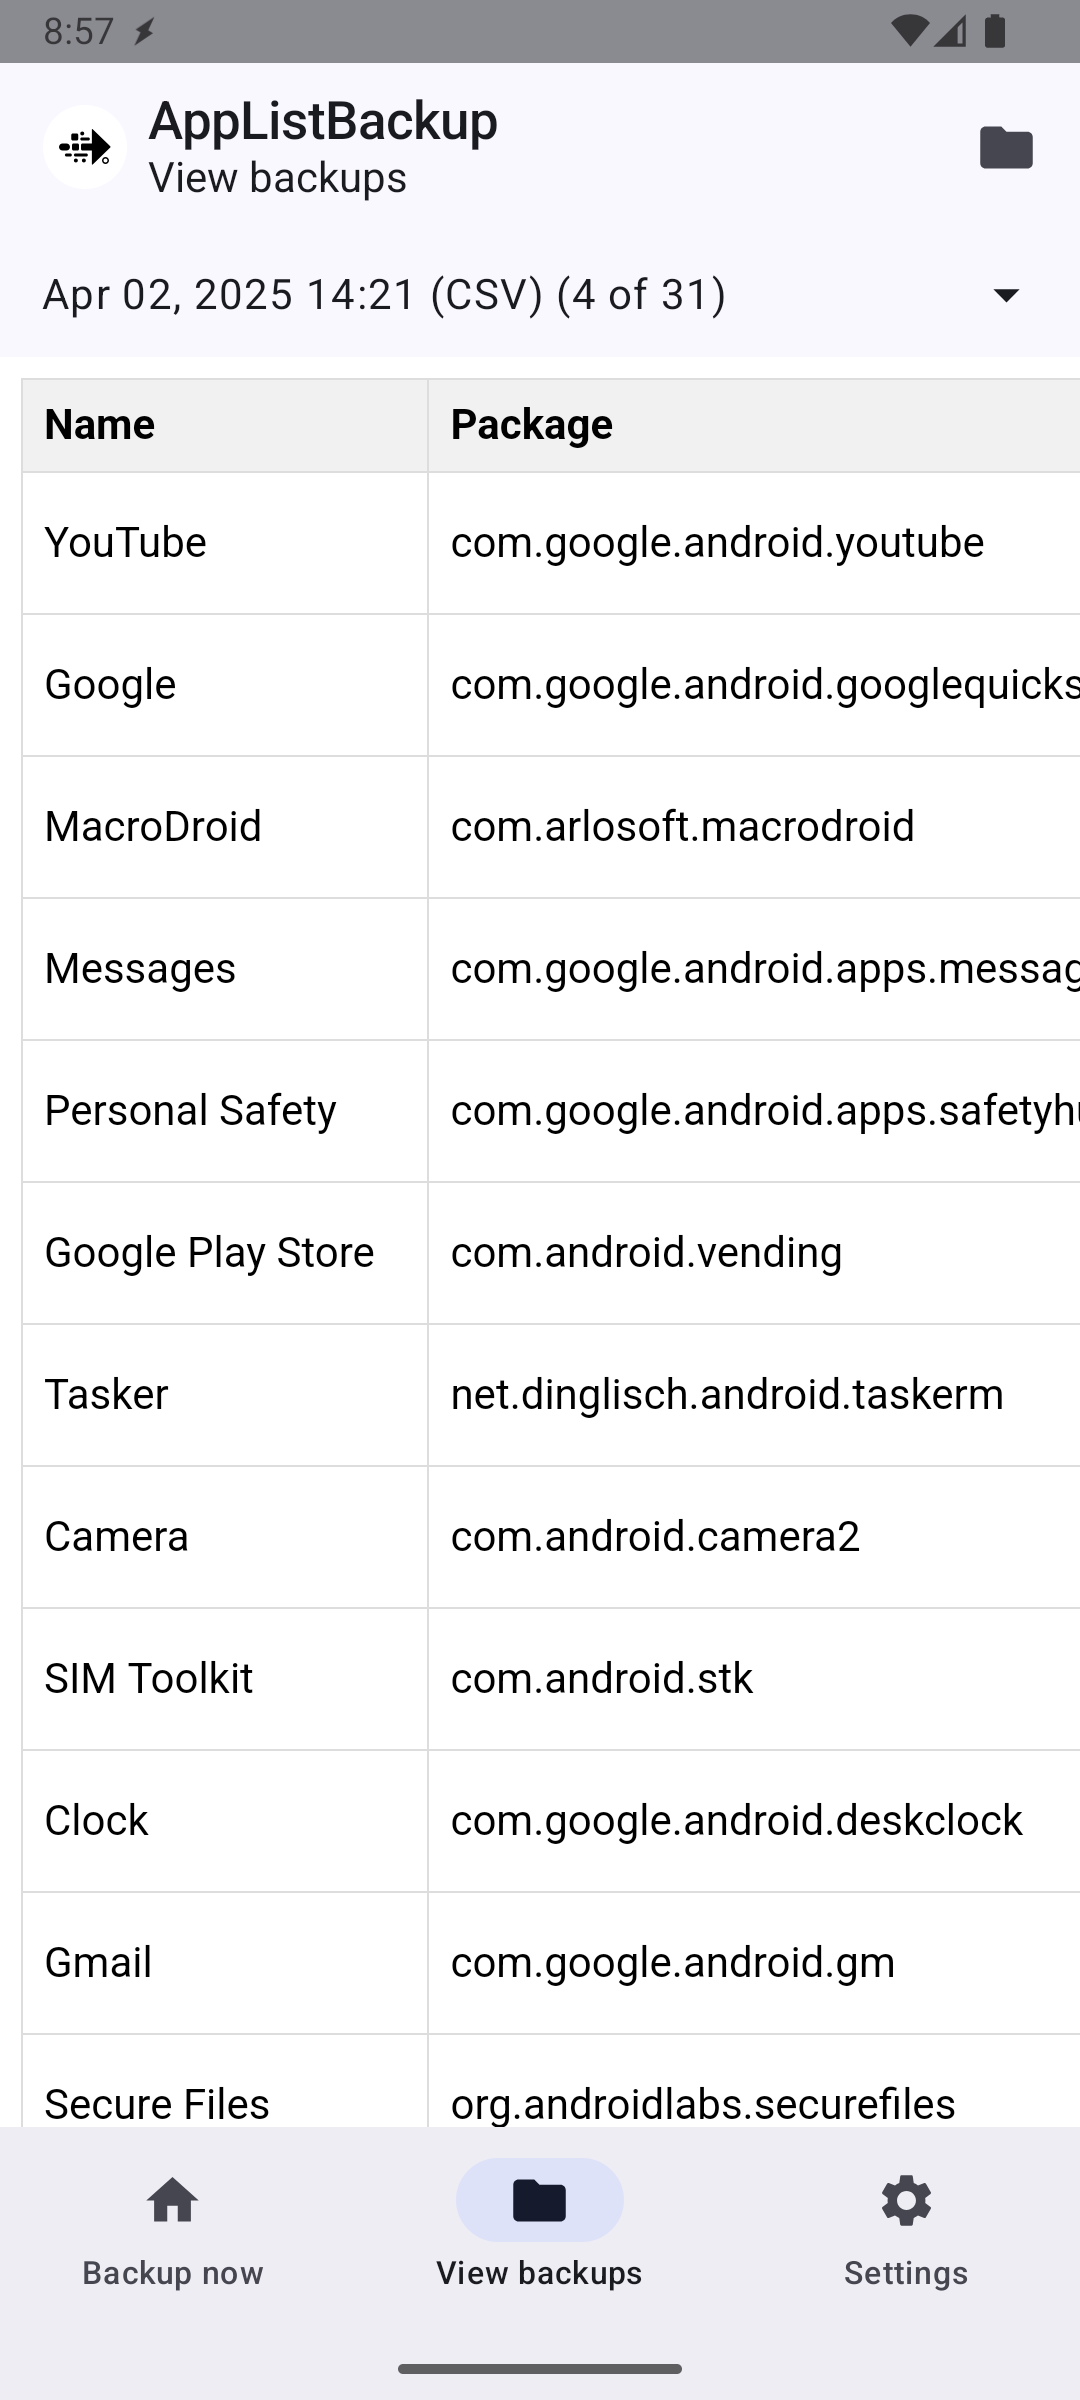 8:57
AppListBackup
View backups
Apr 02, 2025 14:21 (CSV) (4 of 31)
Name Package
YouTube com.google.android.youtube
Google com.google.android.googlequicks
MacroDroid com.arlosoft.macrodroid
Messages com.google.android.apps.messag
Personal Safety com.google.android.apps.safetyhu
Google Play Store com.android.vending
Tasker net.dinglisch.android.taskerm
Camera com.android.camera2
SIM Toolkit com.android.stk
Clock com.google.android.deskclock
Gmail com.google.android.gm
Secure Files org.androidlabs.securefiles
Backup now View backups Settings